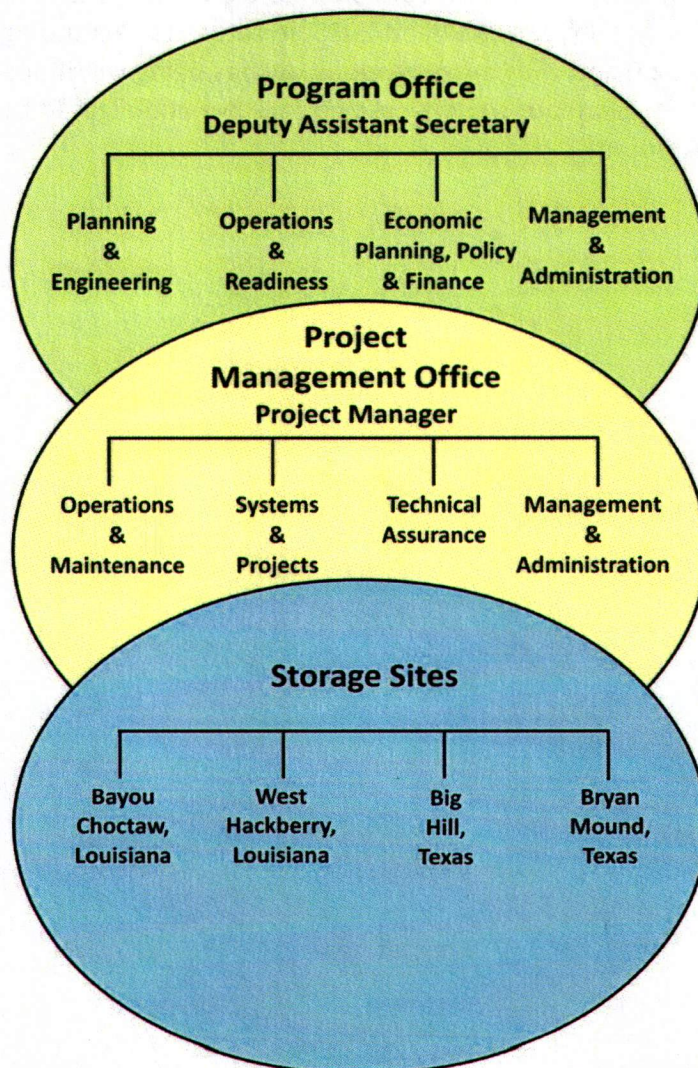 Program Office
Deputy Assistant Secretary
Planning
&
Engineering
Operations
&
Readiness
Economic
Planning, Policy
& Finance
Management
&
Administration
Project
Management Office
Project Manager
Operations
&
Maintenance
Systems
&
Projects
Technical
Assurance
Management
&
Administration
Storage Sites
Bayou
Choctaw,
Louisiana
West
Hackberry,
Louisiana
Big
Hill,
Texas
Bryan
Mound,
Texas